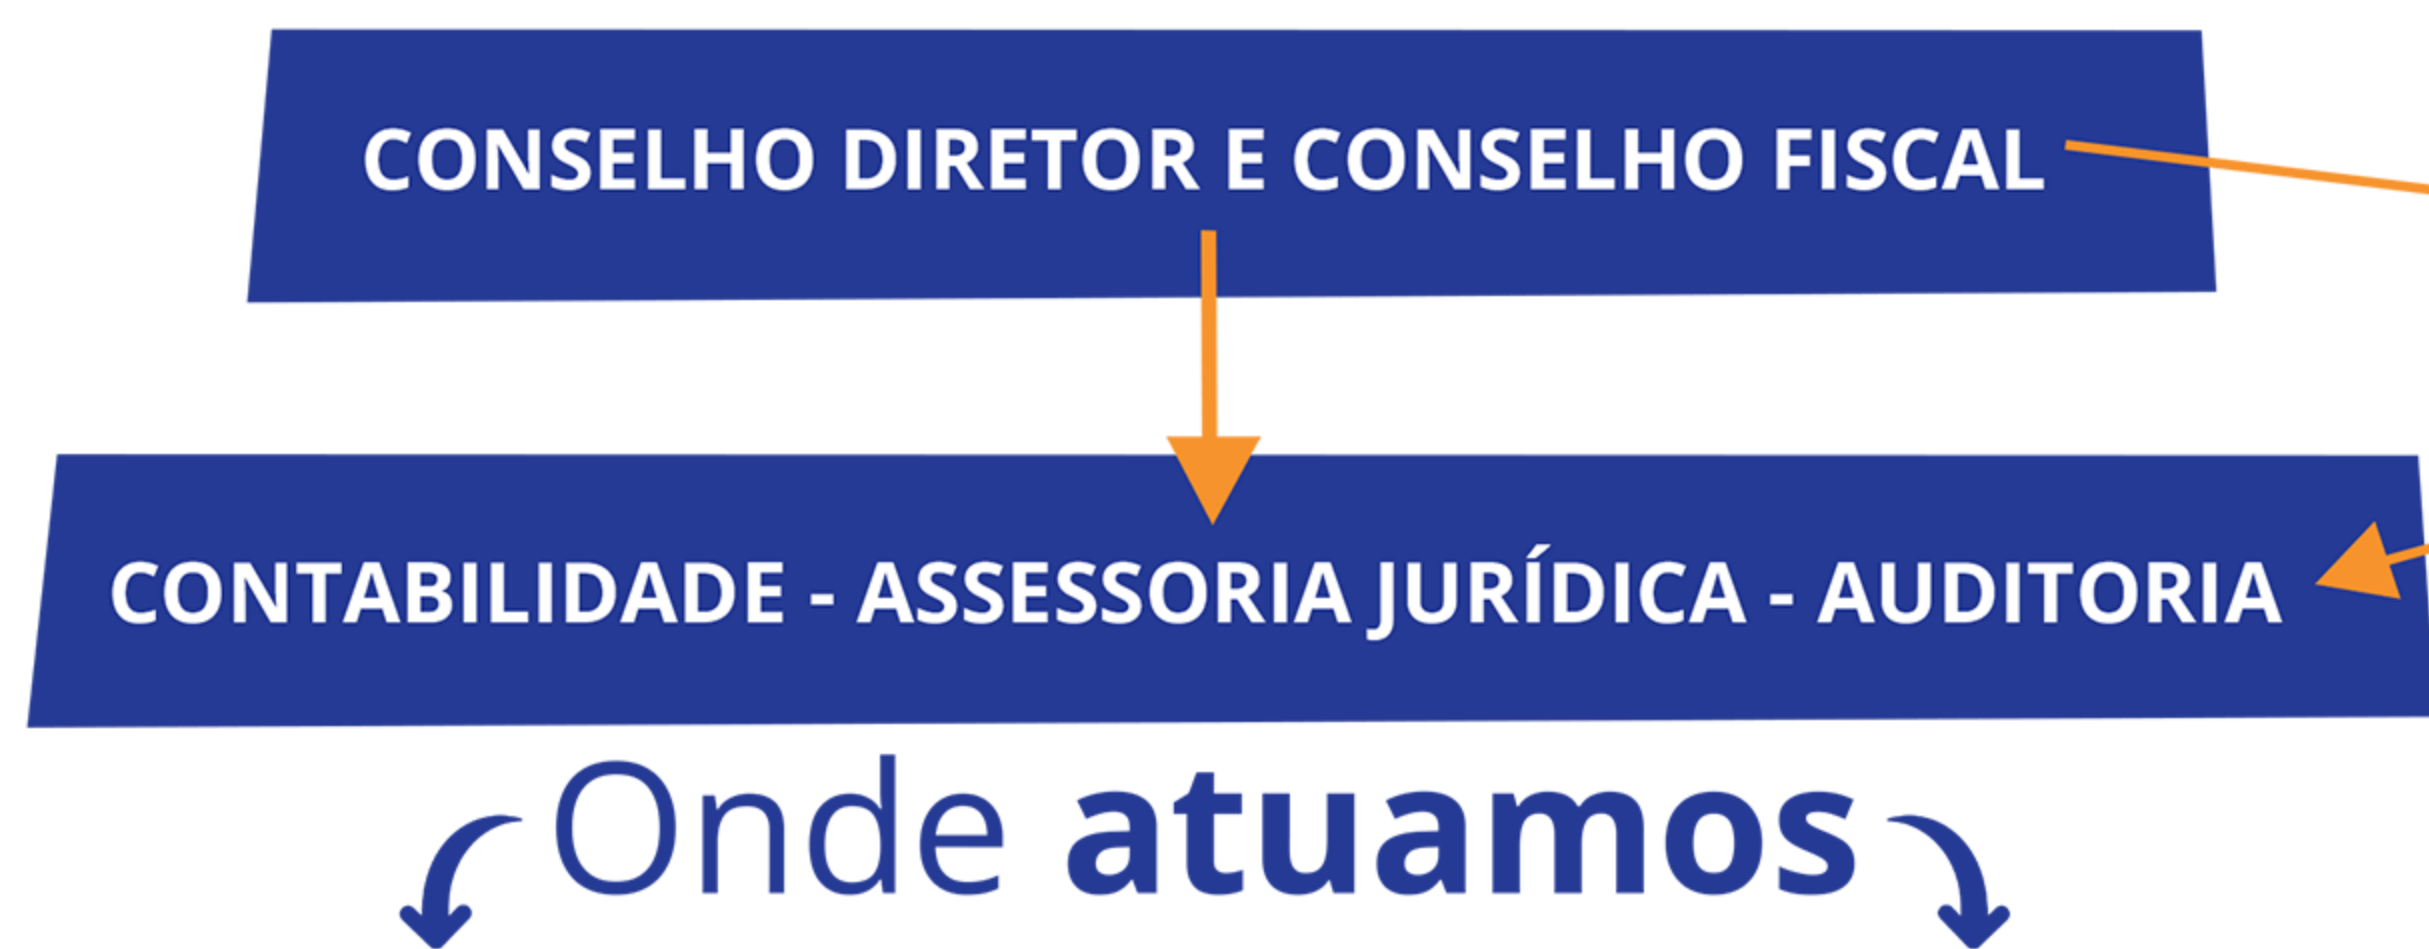 CONSELHO DIRETOR E CONSELHO FISCAL
CONTABILIDADE - ASSESSORIA JURÍDICA - AUDITORIA
Onde atuamos